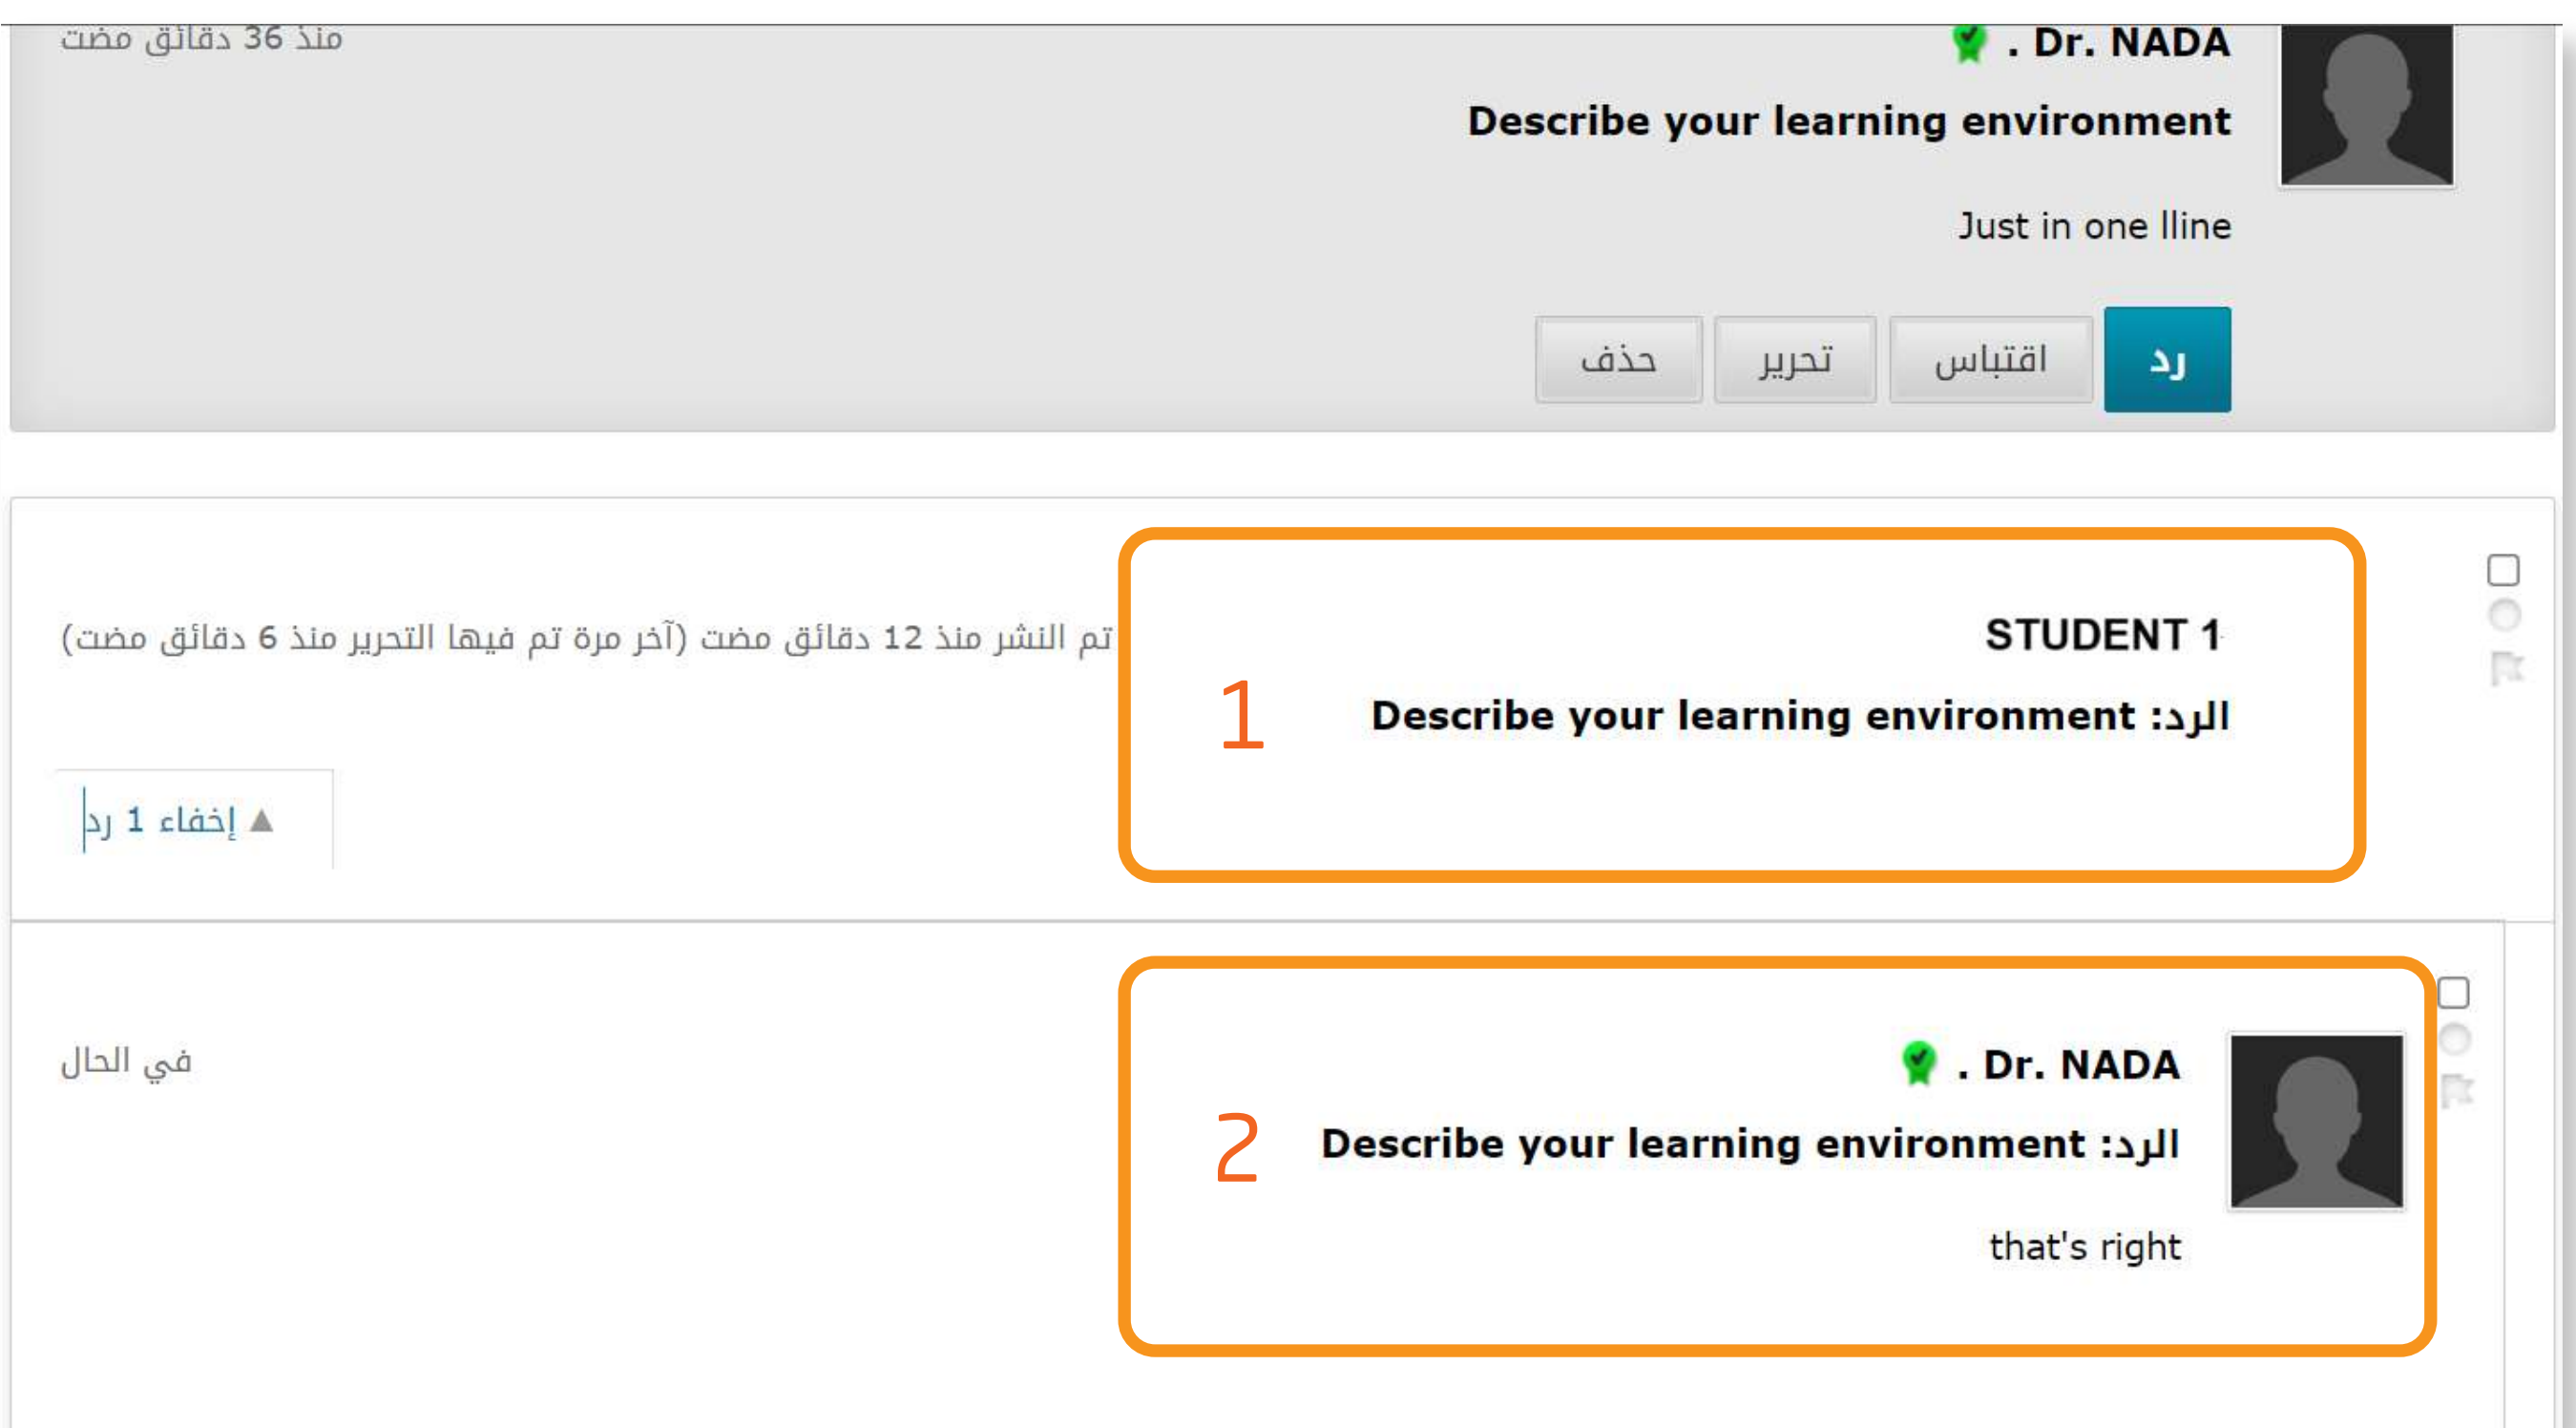 . Dr. NADA
منذ 36 دقائق مضت
Describe your learning environment
Just in one lline
رد
اقتباس
تحرير
حذف
STUDENT 1
تم النشر منذ 12 دقائق مضت (آخر مرة تم فيها التحرير منذ 6 دقائق مضت)
1
الرد: Describe your learning environment
إخفاء 1 رد
. Dr. NADA
في الحال
2
الرد: Describe your learning environment
that's right